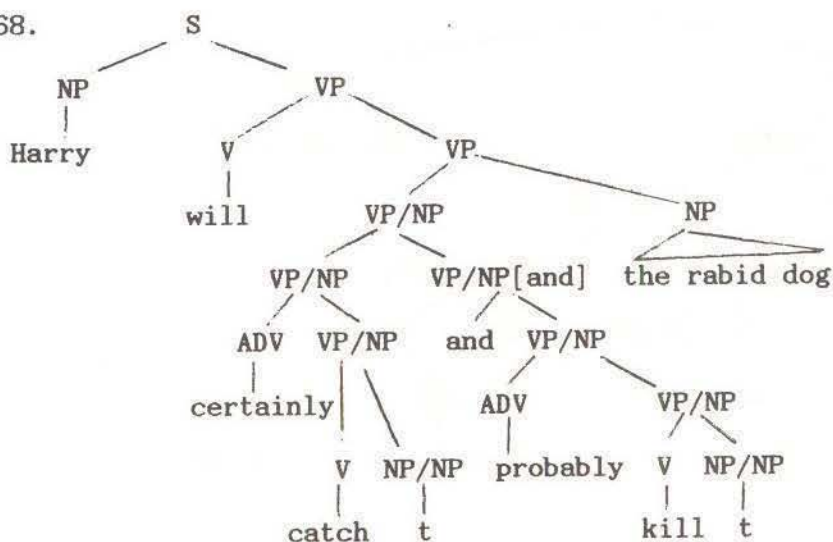 68. S
NP VP
Harry V VP
will VP/NP NP
VP/NP VP/NP[and] the rabid dog
ADV VP/NP and VP/NP
certainly ADV VP/NP
V NP/NP probably V NP/NP
catch t kill t